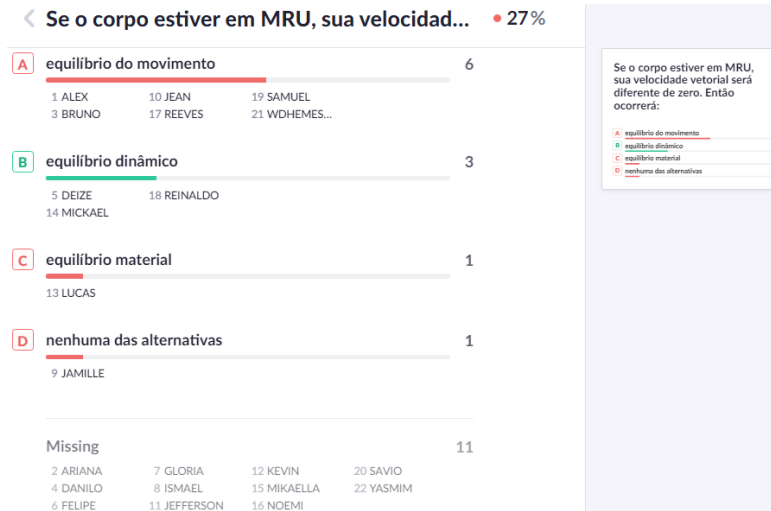 Se o corpo estiver em MRU, sua velocidad... 27%
A equilíbrio do movimento 6
1 ALEX 10 JEAN 19 SAMUEL
3 BRUNO 17 REEVES 21 WDHEMES...
B equilíbrio dinâmico 3
5 DEIZE 18 REINALDO
14 MICKAEL
C equilíbrio material 1
13 LUCAS
D nenhuma das alternativas 1
9 JAMILLE
Missing 11
2 ARIANA 7 GLORIA 12 KEVIN 20 SAVIO
4 DANILO 8 ISMAEL 15 MIKAELLA 22 YASMIM
6 FELIPE 11 JEFFERSON 16 NOEMI
Se o corpo estiver em MRU,
sua velocidade vetorial será
diferente de zero. Então
ocorrerá:
A equilíbrio do movimento
B equilíbrio dinâmico
C equilíbrio material
D nenhuma das alternativas